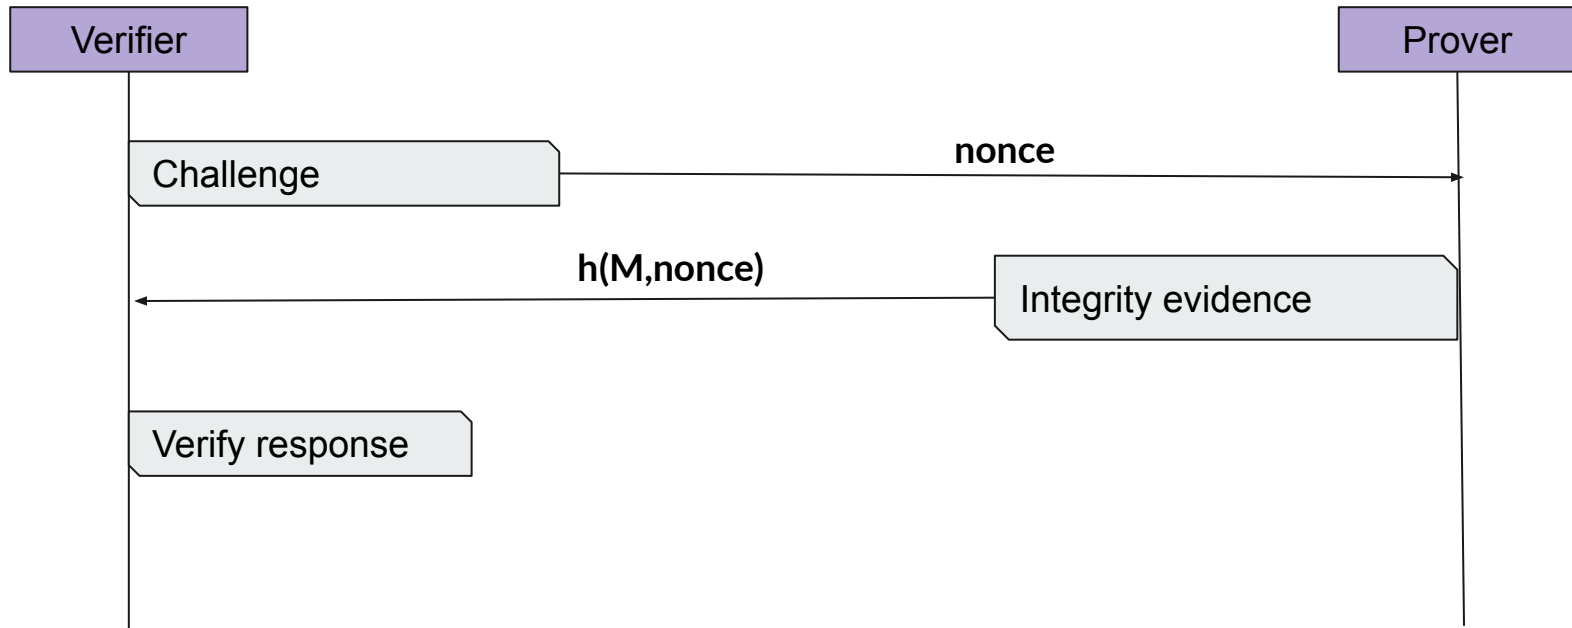 Verifier
Prover
Challenge
nonce
h(M,nonce)
Integrity evidence
Verify response